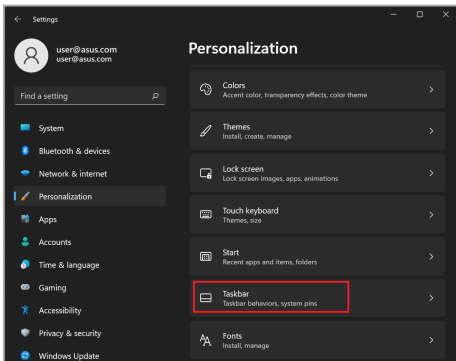 Settings
user@asus.com
user@asus.com
Find a setting
System
Bluetooth & devices
Network & internet
Personalization
Apps
Accounts
Time & language
Gaming
Accessibility
Privacy & security
Windows Update
Personalization
Colors
Accent color, transparency effects, color theme
Themes
Install, create, manage
Lock screen
Lock screen images, apps, animations
Touch keyboard
Themes, size
Start
Recent apps and items, folders
Taskbar
Taskbar behaviors, system pins
Fonts
Install, manage